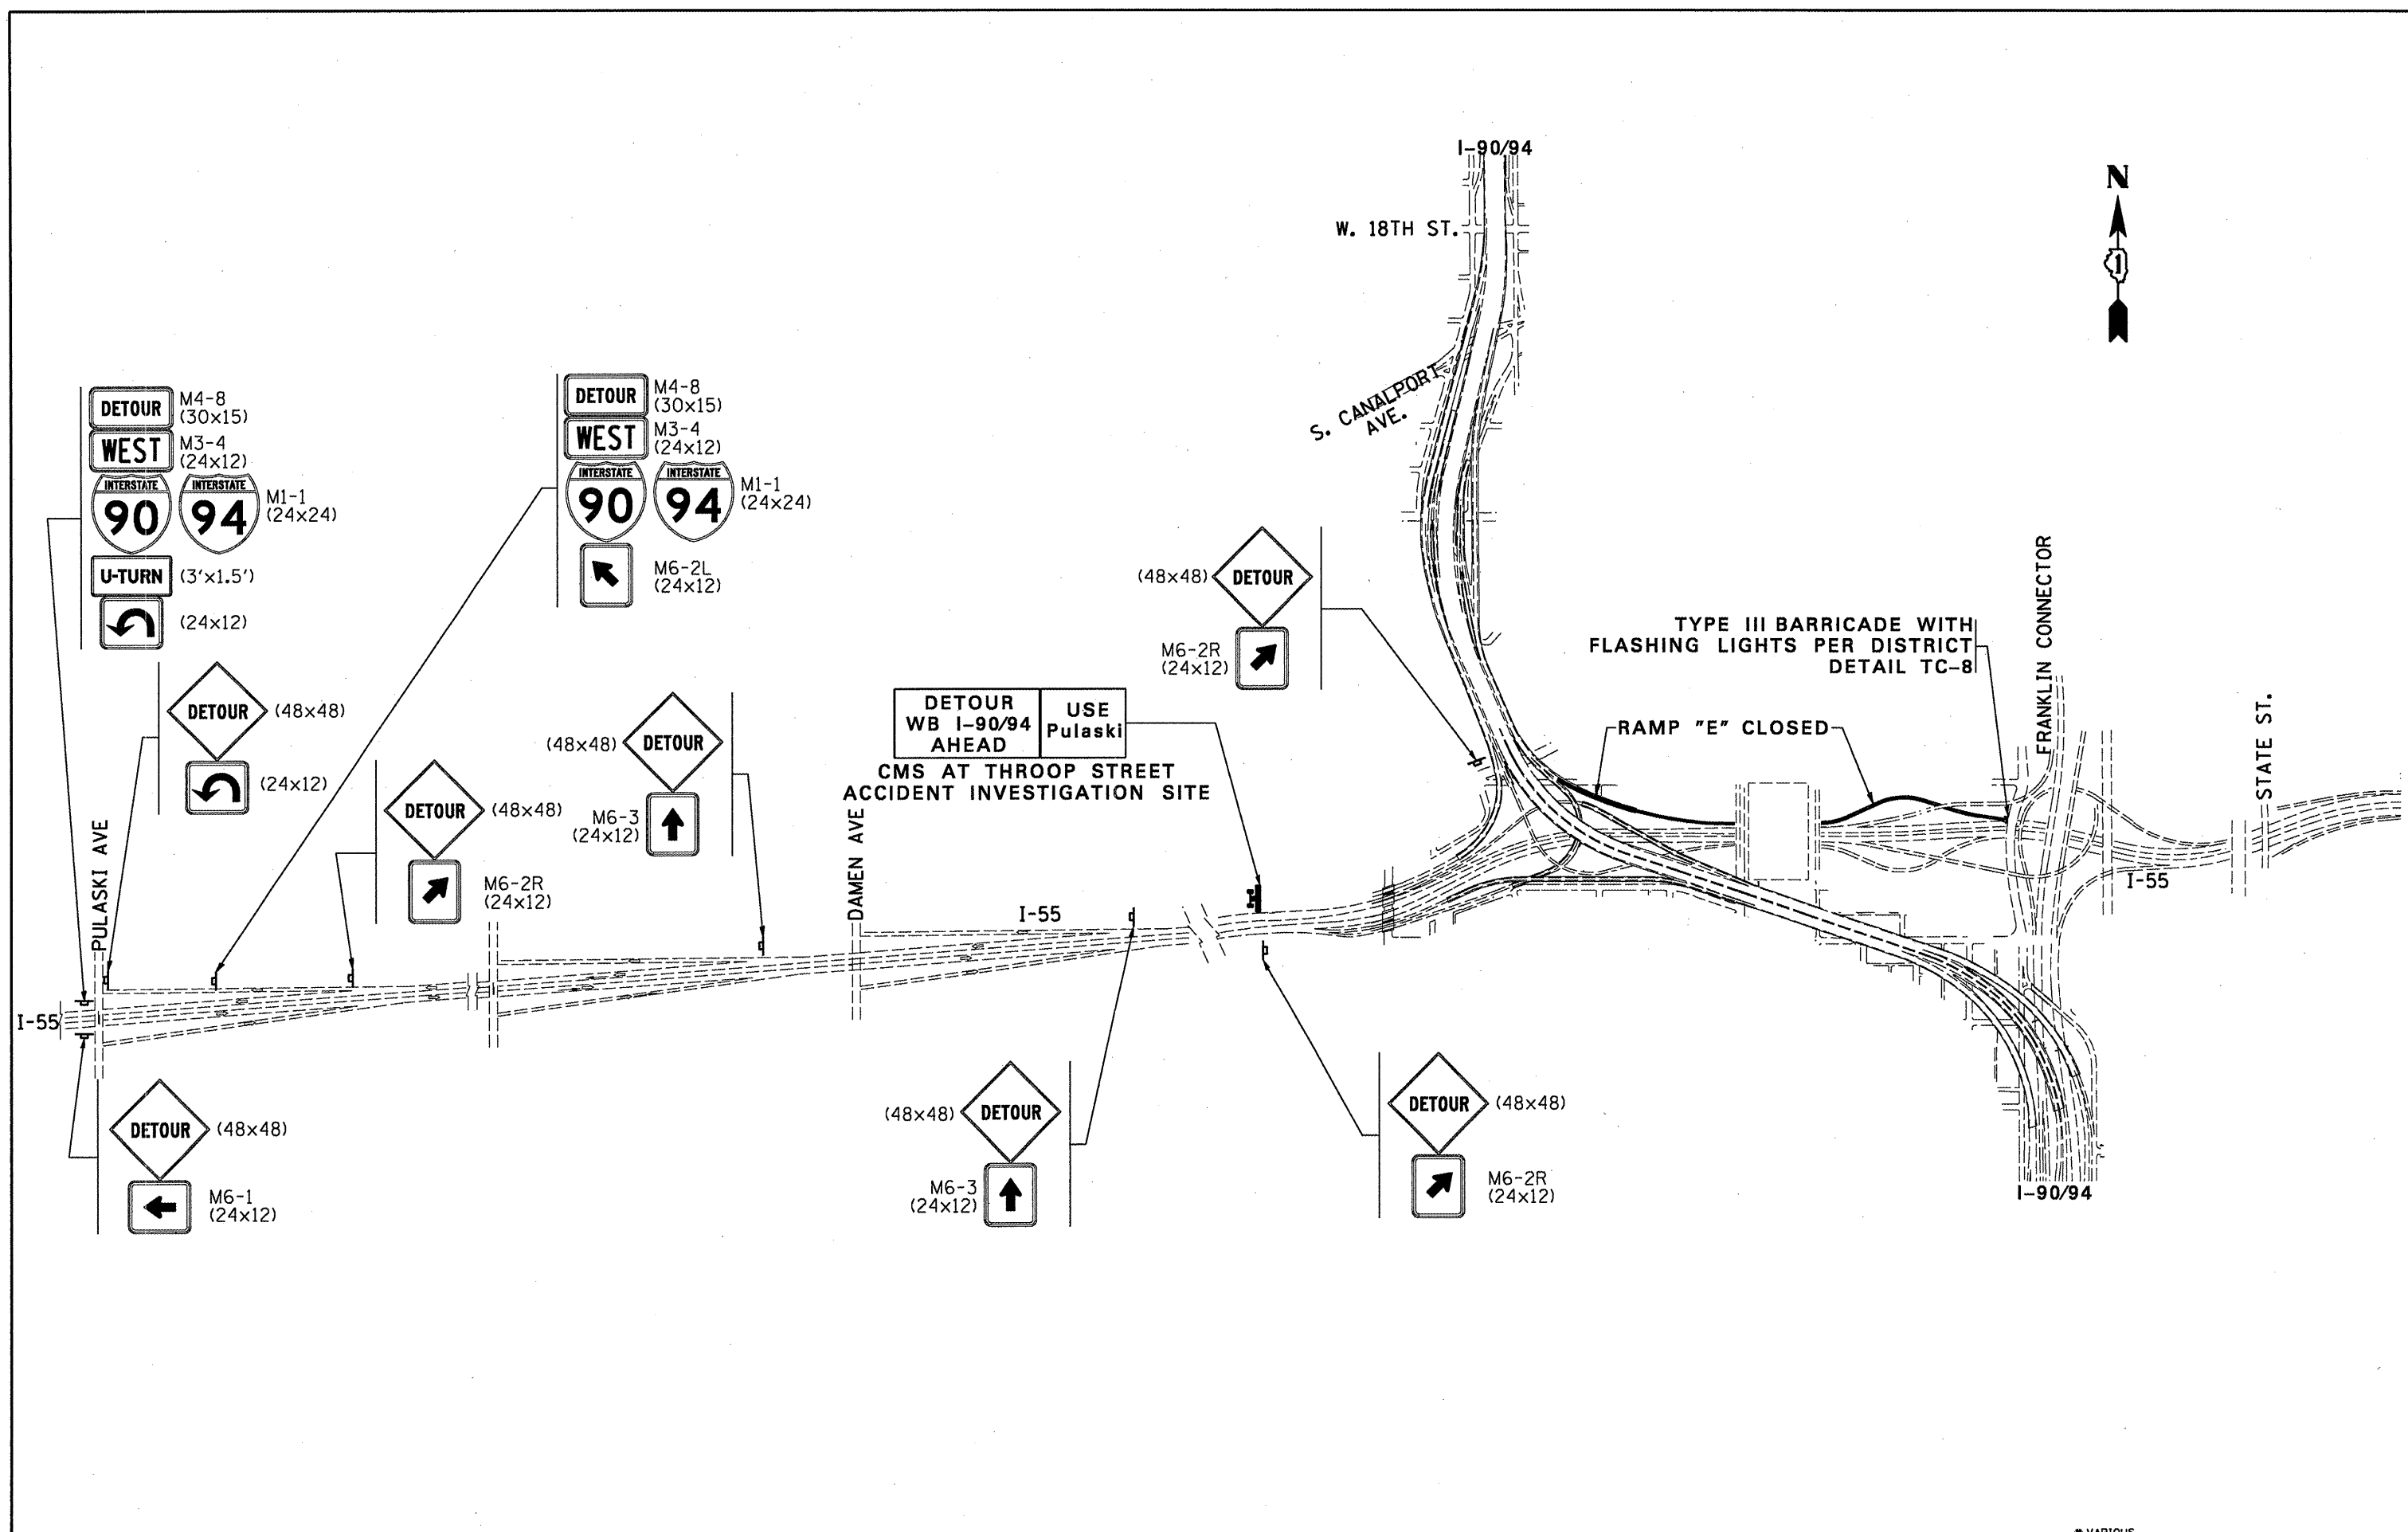 I-90/94
N
W. 18TH ST.
1
S. CANALPORT
AVE.
DETOUR
M4-8
(30x15)
WEST
M3-4
(24x12)
INTERSTATE
90
INTERSTATE
94
M1-1
(24x24)
U-TURN
(3'x1.5')
(24x12)
DETOUR
M4-8
(30x15)
WEST
M3-4
(24x12)
INTERSTATE
90
INTERSTATE
94
M1-1
(24x24)
M6-2L
(24x12)
(48x48)
DETOUR
M6-2R
(24x12)
TYPE III BARRICADE WITH
FLASHING LIGHTS PER DISTRICT
DETAIL TC-8
FRANKLIN CONNECTOR
STATE ST.
RAMP "E" CLOSED
DETOUR
(48x48)
(24x12)
(48x48)
DETOUR
M6-3
(24x12)
DETOUR
WB I-90/94
AHEAD
USE
Pulaski
CMS AT THROOP STREET
ACCIDENT INVESTIGATION SITE
DETOUR
(48x48)
M6-2R
(24x12)
PULASKI AVE
DAMEN AVE
I-55
I-55
I-55
DETOUR
(48x48)
M6-1
(24x12)
(48x48)
DETOUR
M6-3
(24x12)
DETOUR
(48x48)
M6-2R
(24x12)
I-90/94
* VARIOUS